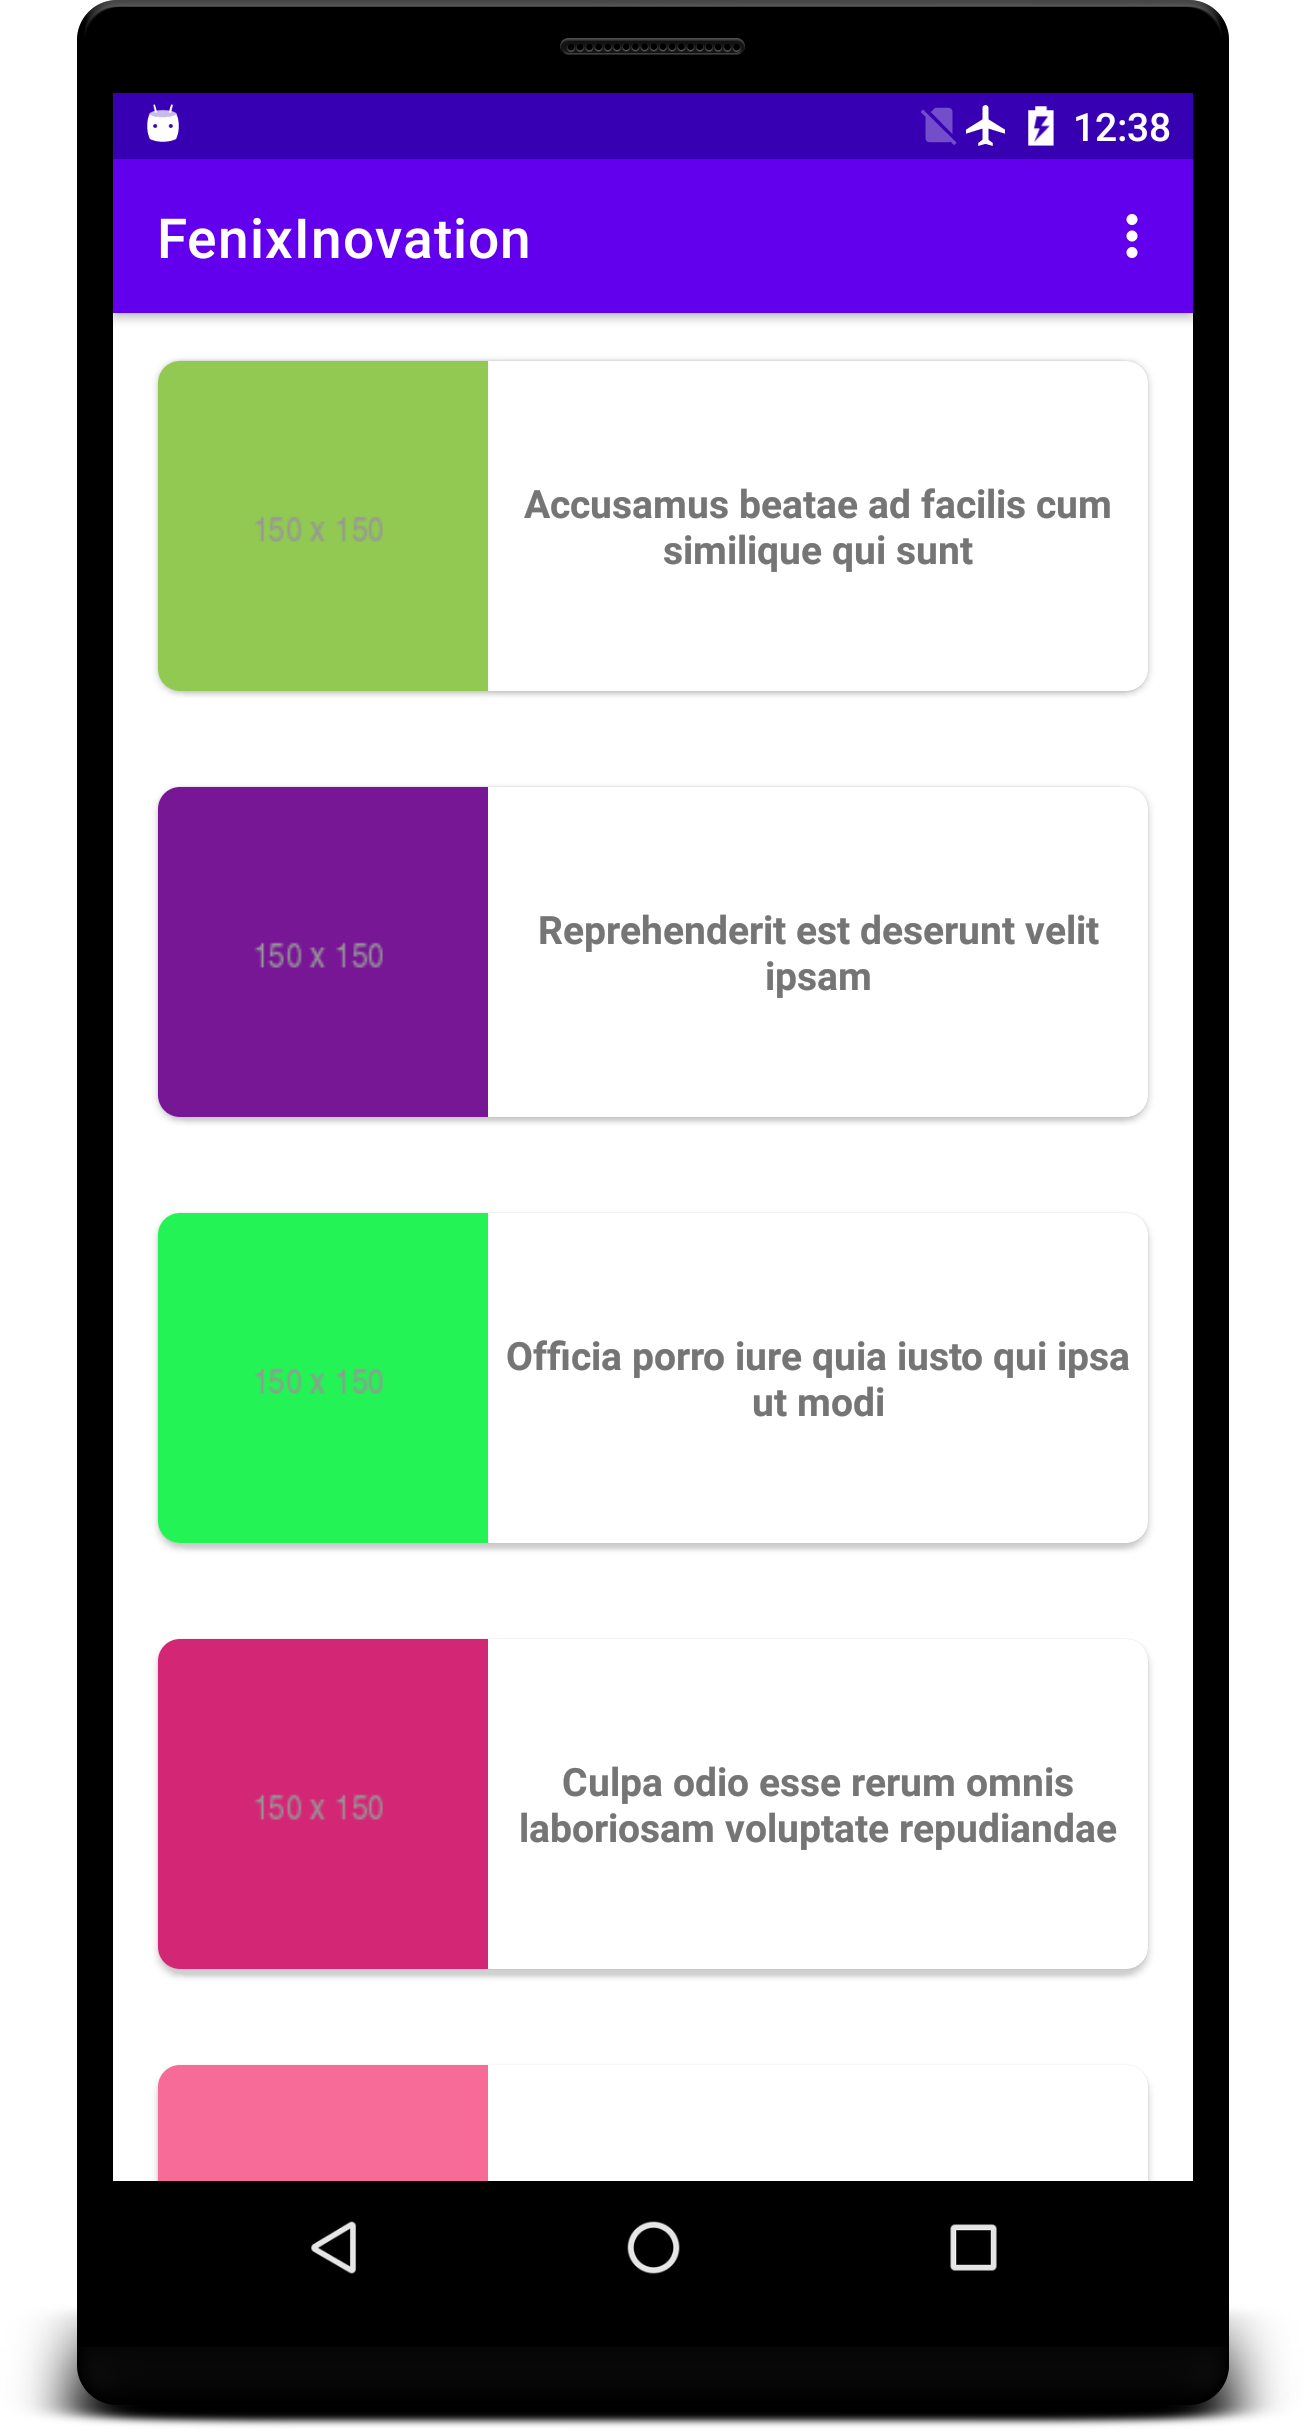 12:38
FenixInovation
150 x 150
Accusamus beatae ad facilis cum
similique qui sunt
150 x 150
Reprehenderit est deserunt velit
ipsam
150 x 150
Officia porro iure quia iusto qui ipsa
ut modi
150 x 150
Culpa odio esse rerum omnis
laboriosam voluptate repudiandae